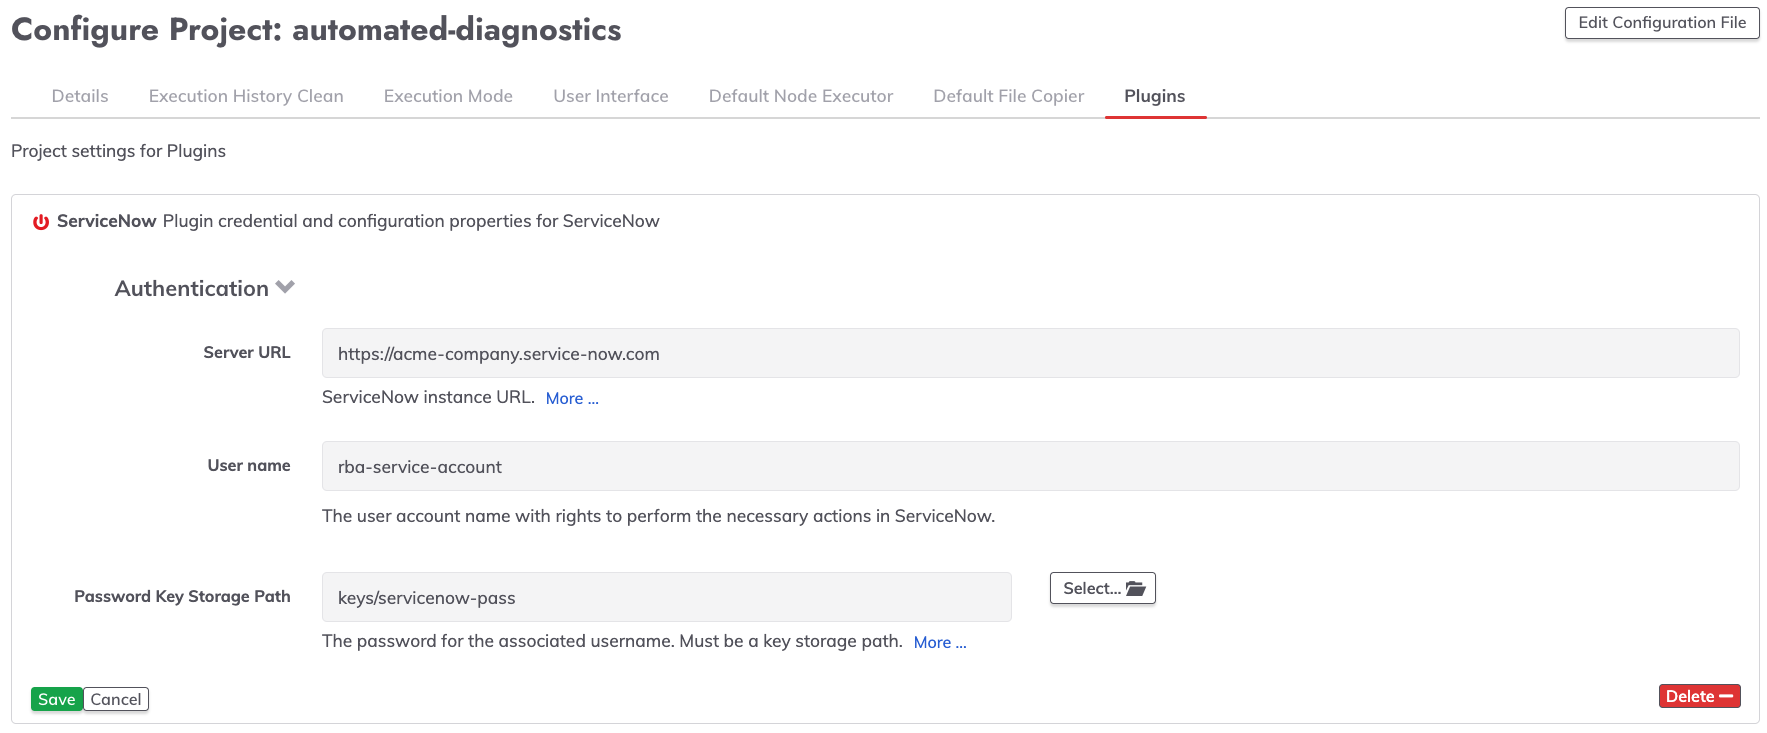 Configure Project: automated-diagnostics
Edit Configuration File
Details Execution History Clean Execution Mode User Interface Default Node Executor Default File Copier Plugins
Project settings for Plugins
ServiceNow Plugin credential and configuration properties for ServiceNow
Authentication
Server URL https://acme-company.service-now.com
ServiceNow instance URL. More ...
User name rba-service-account
The user account name with rights to perform the necessary actions in ServiceNow.
Password Key Storage Path keys/servicenow-pass Select...
The password for the associated username. Must be a key storage path. More ...
Save Cancel Delete